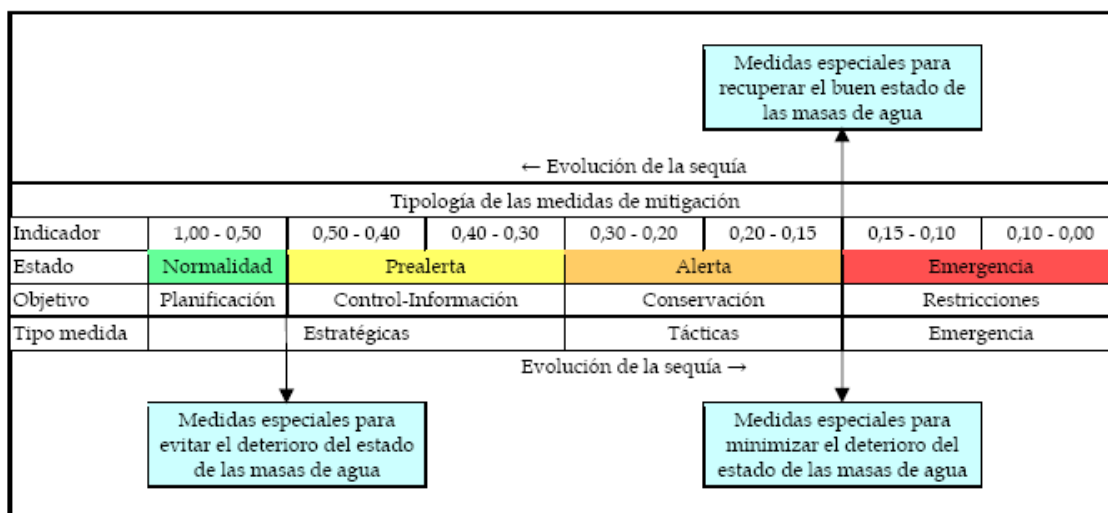 Medidas especiales para
recuperar el buen estado de
las masas de agua
← Evolución de la sequía
Tipología de las medidas de mitigación
Indicador 1,00 - 0,50 0,50 - 0,40 0,40 - 0,30 0,30 - 0,20 0,20 - 0,15 0,15 - 0,10 0,10 - 0,00
Estado Normalidad Prealerta Alerta Emergencia
Objetivo Planificación Control-Información Conservación Restricciones
Tipo medida Estratégicas Tácticas Emergencia
Evolución de la sequía →
Medidas especiales para
evitar el deterioro del estado
de las masas de agua
Medidas especiales para
minimizar el deterioro del
estado de las masas de agua